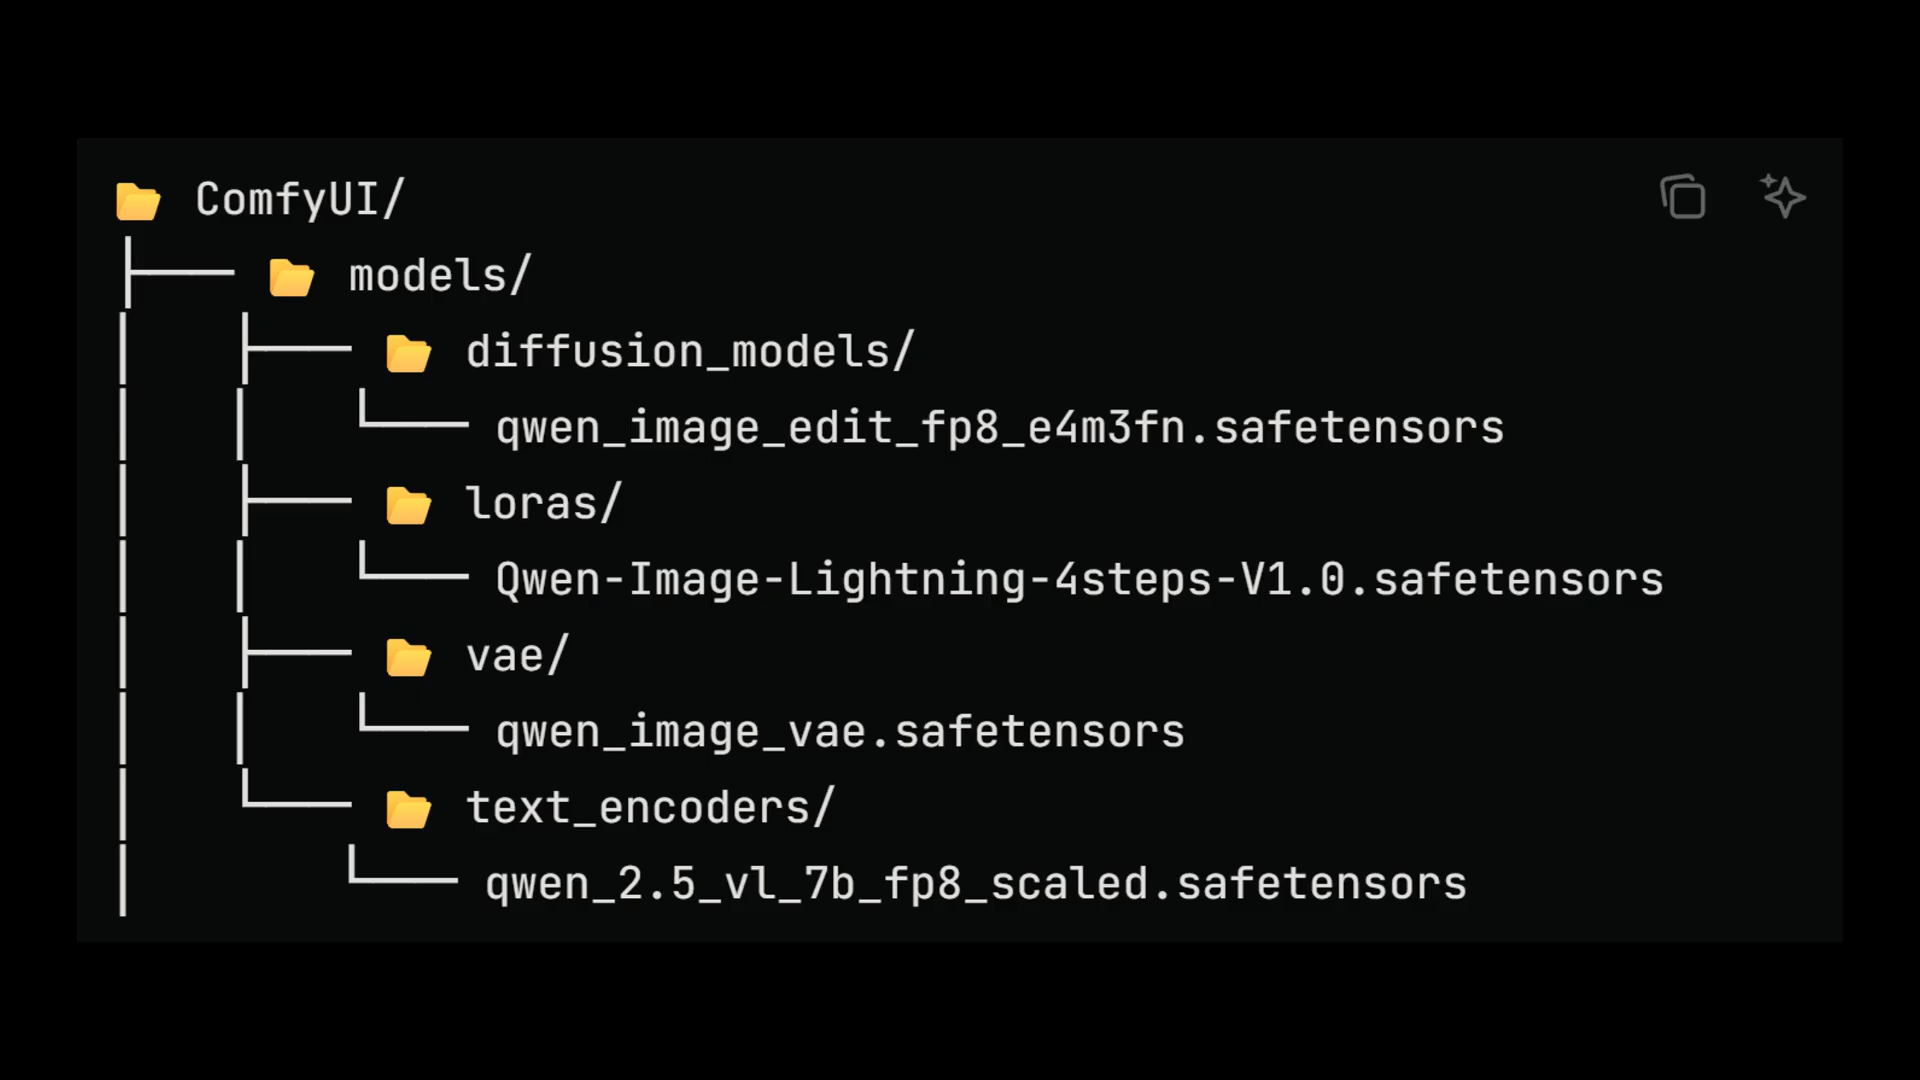 ComfyUI/
models/
diffusion_models/
qwen_image_edit_fp8_e4m3fn.safetensors
loras/
Qwen-Image-Lightning-4steps-V1.0.safetensors
vae/
qwen_image_vae.safetensors
text_encoders/
qwen_2.5_vl_7b_fp8_scaled.safetensors